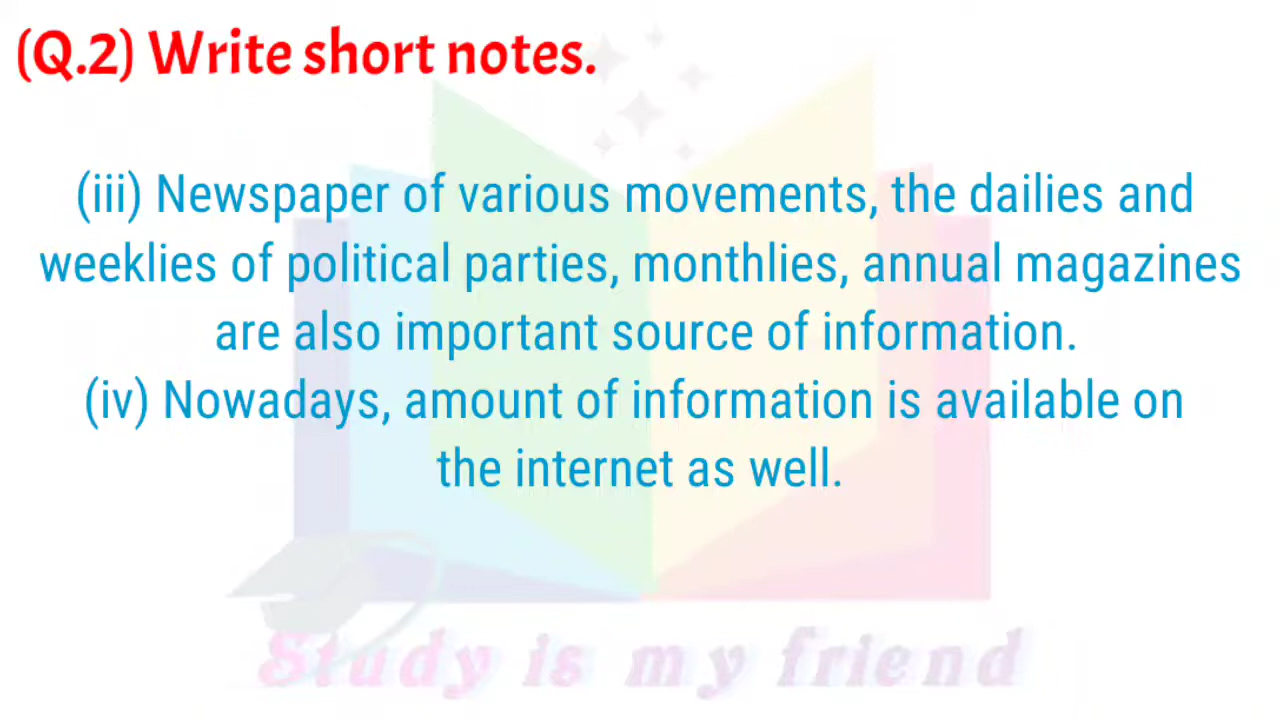 (Q.2) Write short notes.
(iii) Newspaper of various movements, the dailies and
weeklies of political parties, monthlies, annual magazines
are also important source of information.
(iv) Nowadays, amount of information is available on
the internet as well.
Study is my friend